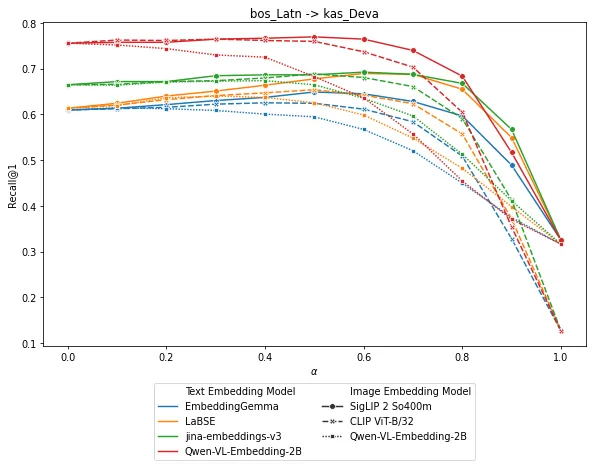 bos_Latn -> kas_Deva
Recall@1
0.8
0.7
0.6
0.5
0.4
0.3
0.2
0.1
0.0 0.2 0.4 0.6 0.8 1.0
α
Text Embedding Model
EmbeddingGemma
LaBSE
jina-embeddings-v3
Qwen-VL-Embedding-2B
Image Embedding Model
SigLIP 2 So400m
CLIP ViT-B/32
Qwen-VL-Embedding-2B